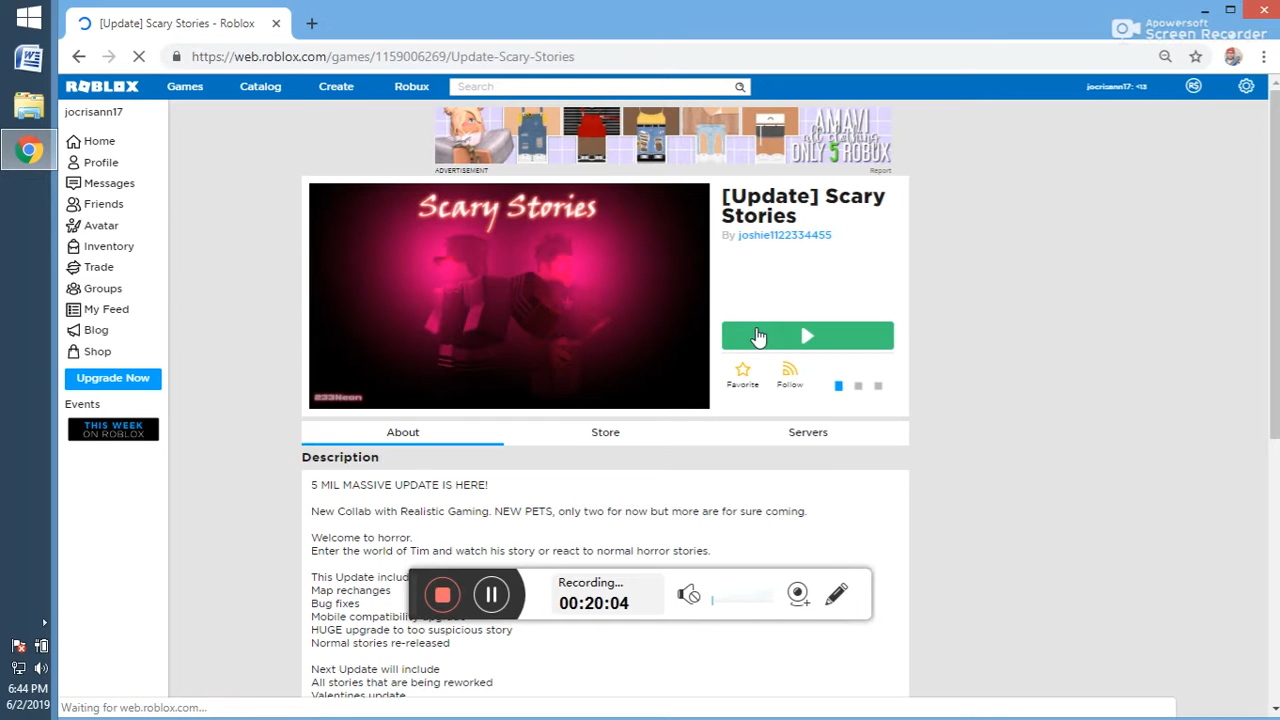 [Update] Scary Stories - Roblox
Apowersoft
Screen Recorder
https://web.roblox.com/games/1159006269/Update-Scary-Stories
ROBLOX
Games
Catalog
Create
Robux
Search
jocrisann17: <13
R$
jocrisann17
Home
Profile
Messages
Friends
Avatar
Inventory
Trade
Groups
My Feed
Blog
Shop
Upgrade Now
Events
THIS WEEK
ON ROBLOX
AMAVI
ONLY 5 ROBUX
ADVERTISEMENT
Report
Scary Stories
233Neon
[Update] Scary
Stories
By joshie1122334455
Favorite
Follow
About
Store
Servers
Description
5 MIL MASSIVE UPDATE IS HERE!
New Collab with Realistic Gaming. NEW PETS, only two for now but more are for sure coming.
Welcome to horror.
Enter the world of Tim and watch his story or react to normal horror stories.
This Update includ
Map rechanges
Bug fixes
Mobile compatibility
HUGE upgrade to too suspicious story
Normal stories re-released
Next Update will include
All stories that are being reworked
Valentines update
Recording...
00:20:04
6:44 PM
6/2/2019
Waiting for web.roblox.com...